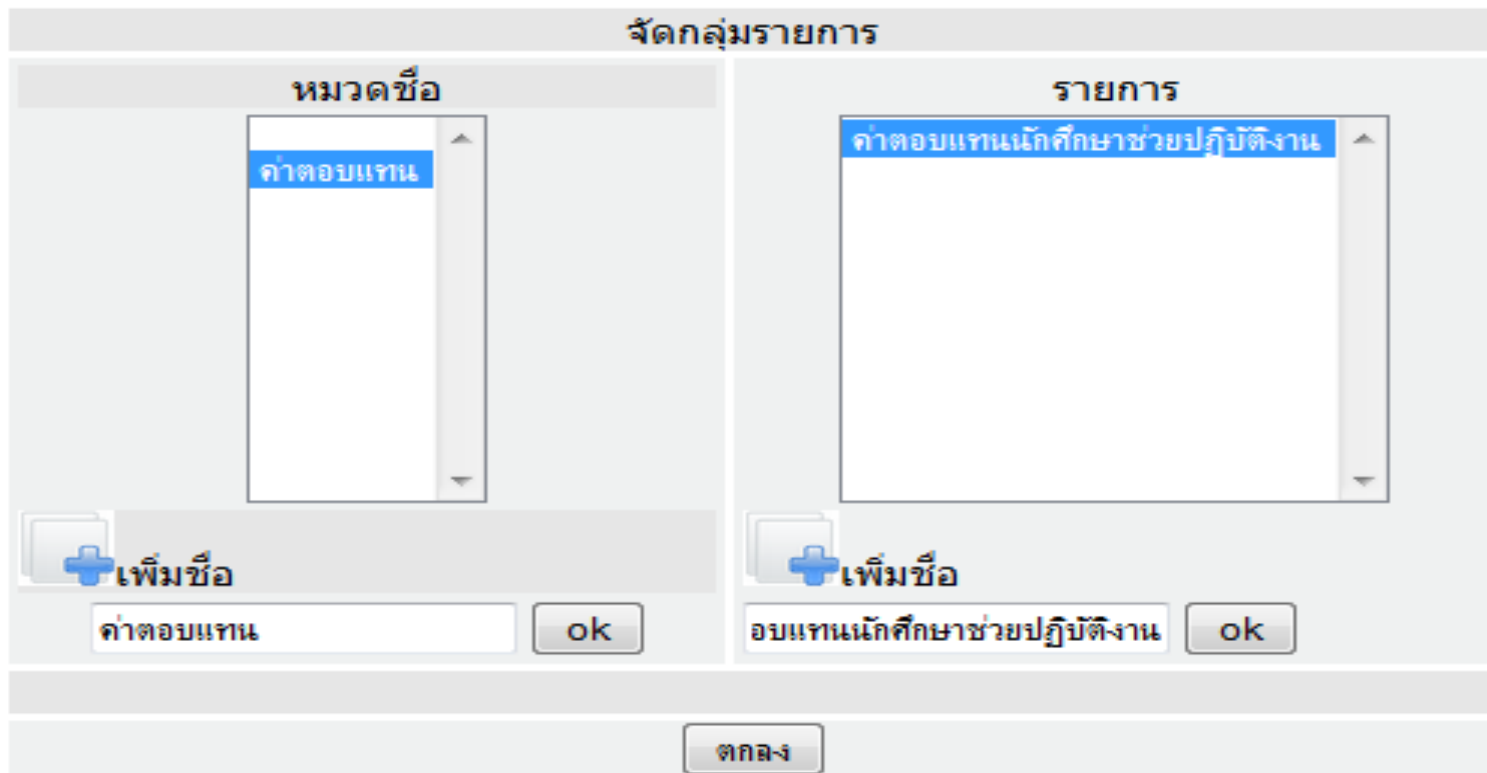 จัดกลุ่มรายการ
หมวดชื่อ
รายการ
ค่าตอบแทน
ค่าตอบแทนนักศึกษาช่วยปฏิบัติงาน
เพิ่มชื่อ
เพิ่มชื่อ
ค่าตอบแทน
ok
อบแทนนักศึกษาช่วยปฏิบัติงาน
ok
ตกลง